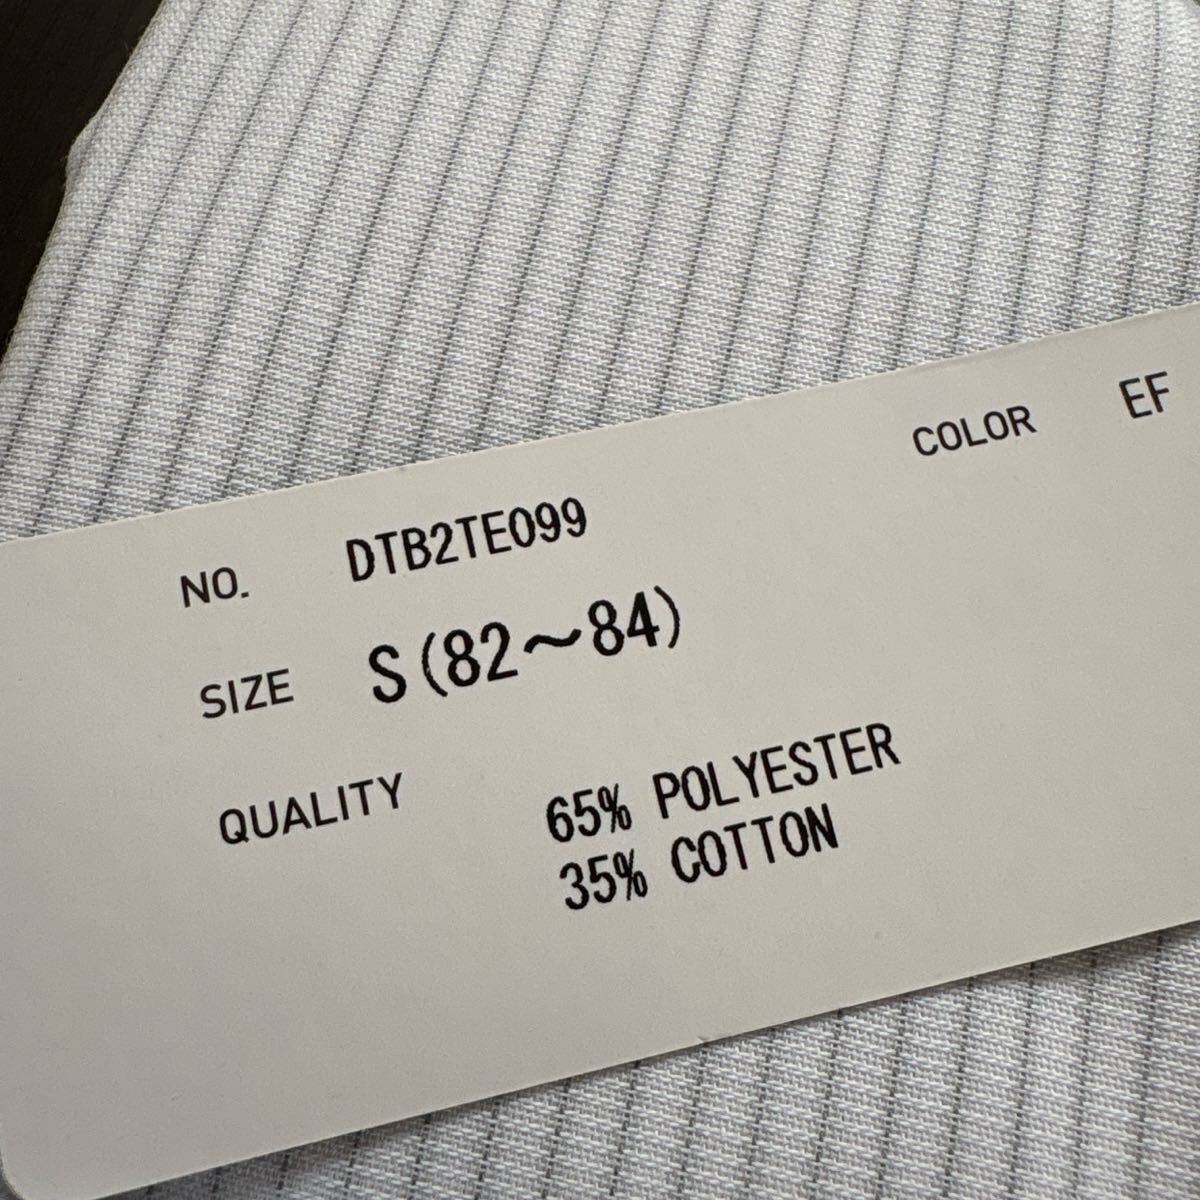 COLOR EF
NO. DTB2TE099
SIZE S(82〜84)
QUALITY 65% POLYESTER
35% COTTON